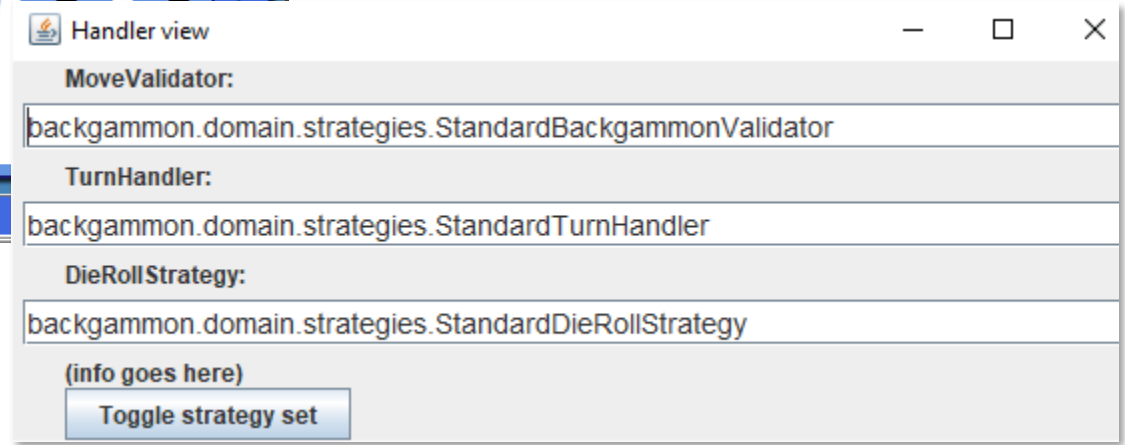 Handler view
MoveValidator:
backgammon.domain.strategies.StandardBackgammonValidator
TurnHandler:
backgammon.domain.strategies.StandardTurnHandler
DieRollStrategy:
backgammon.domain.strategies.StandardDieRollStrategy
(info goes here)
Toggle strategy set